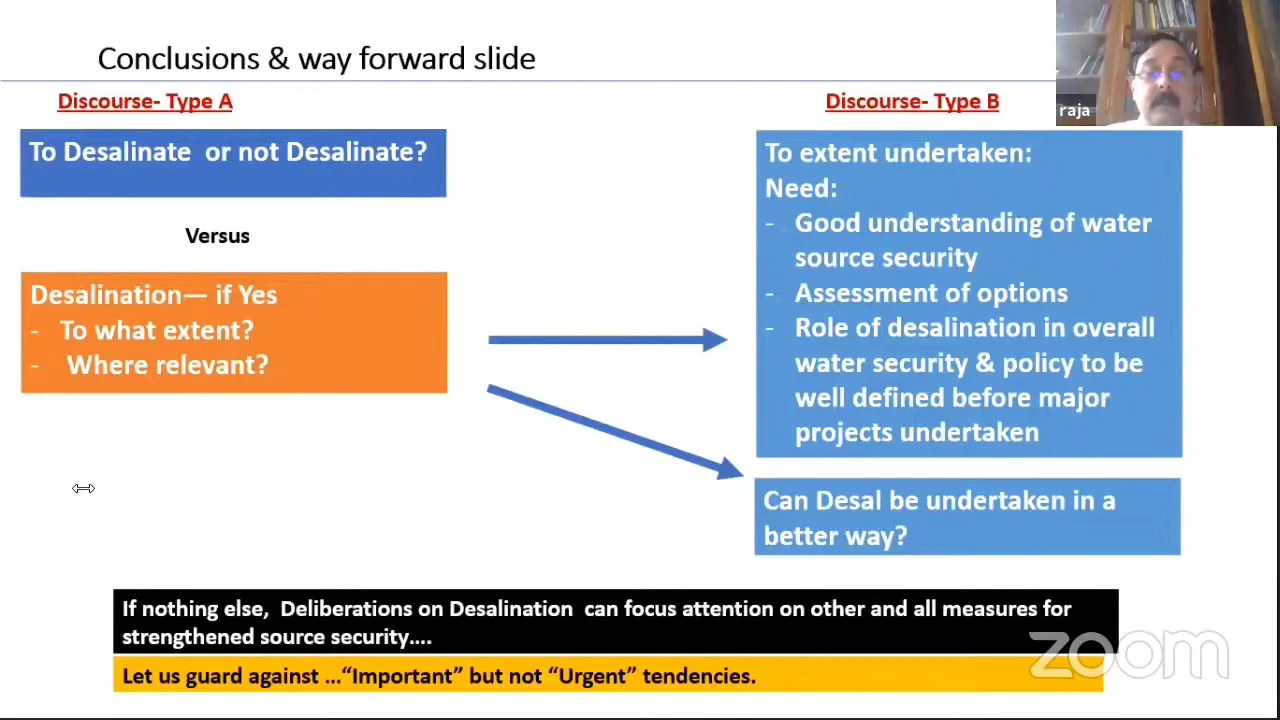 Conclusions & way forward slide
Discourse- Type A
To Desalinate or not Desalinate?
Versus
Desalination— if Yes
- To what extent?
- Where relevant?
Discourse- Type B
To extent undertaken:
Need:
- Good understanding of water
source security
- Assessment of options
- Role of desalination in overall
water security & policy to be
well defined before major
projects undertaken
Can Desal be undertaken in a
better way?
If nothing else, Deliberations on Desalination can focus attention on other and all measures for
strengthened source security....
Let us guard against ...“Important” but not “Urgent” tendencies.
raja
zoom